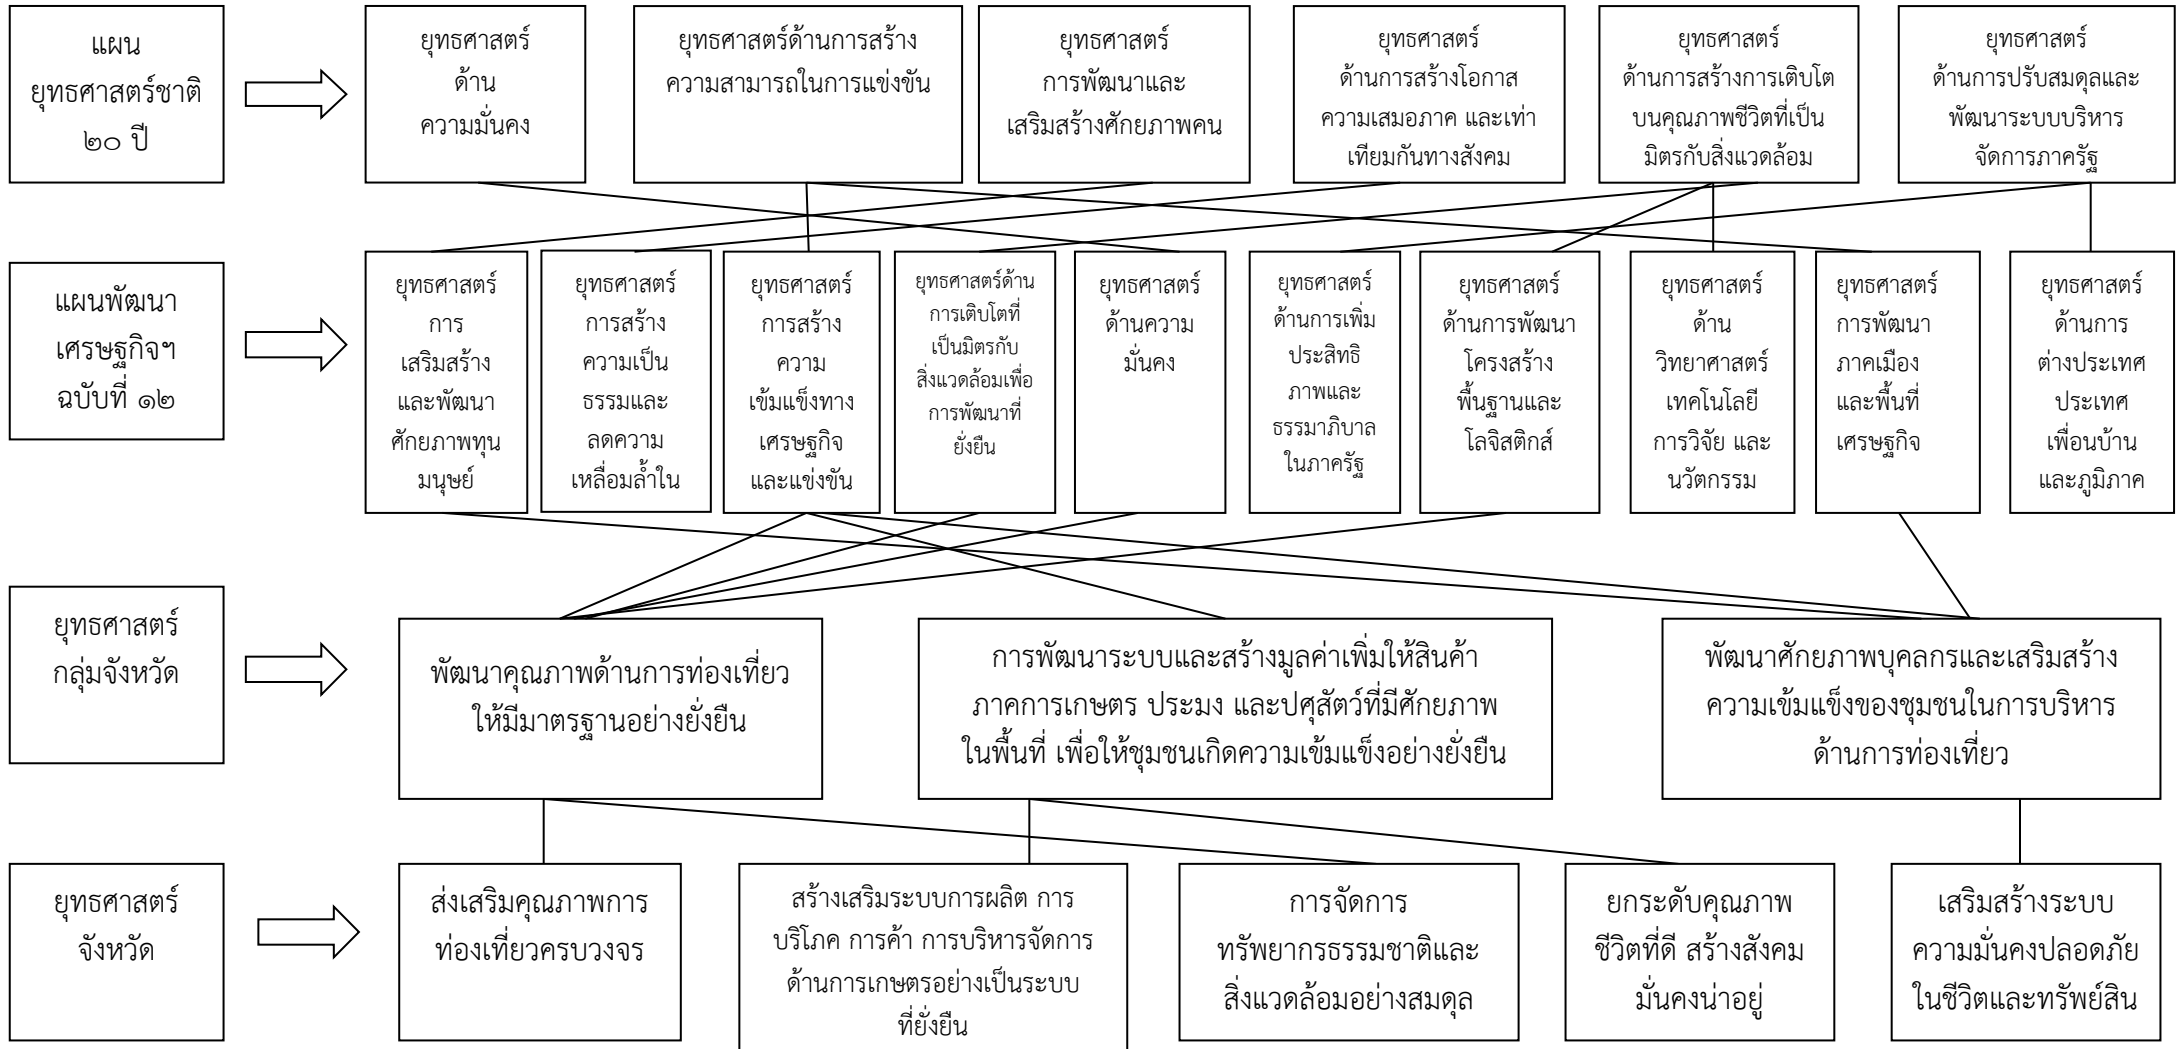 แผน
ยุทธศาสตร์ชาติ
๒๐ ปี
ยุทธศาสตร์
ด้าน
ความมั่นคง
ยุทธศาสตร์ด้านการสร้าง
ความสามารถในการแข่งขัน
ยุทธศาสตร์
การพัฒนาและ
เสริมสร้างศักยภาพคน
ยุทธศาสตร์
ด้านการสร้างโอกาส
ความเสมอภาค และเท่า
เทียมกันทางสังคม
ยุทธศาสตร์
ด้านการสร้างการเติบโต
บนคุณภาพชีวิตที่เป็น
มิตรกับสิ่งแวดล้อม
ยุทธศาสตร์
ด้านการปรับสมดุลและ
พัฒนาระบบบริหาร
จัดการภาครัฐ
แผนพัฒนา
เศรษฐกิจฯ
ฉบับที่ ๑๒
ยุทธศาสตร์
การ
เสริมสร้าง
และพัฒนา
ศักยภาพทุน
มนุษย์
ยุทธศาสตร์
การสร้าง
ความเป็น
ธรรมและ
ลดความ
เหลื่อมล้ำใน
ยุทธศาสตร์
การสร้าง
ความ
เข้มแข็งทาง
เศรษฐกิจ
และแข่งขัน
ยุทธศาสตร์ด้าน
การเติบโตที่
เป็นมิตรกับ
สิ่งแวดล้อมเพื่อ
การพัฒนาที่
ยั่งยืน
ยุทธศาสตร์
ด้านความ
มั่นคง
ยุทธศาสตร์
ด้านการเพิ่ม
ประสิทธิ
ภาพและ
ธรรมาภิบาล
ในภาครัฐ
ยุทธศาสตร์
ด้านการพัฒนา
โครงสร้าง
พื้นฐานและ
โลจิสติกส์
ยุทธศาสตร์
ด้าน
วิทยาศาสตร์
เทคโนโลยี
การวิจัย และ
นวัตกรรม
ยุทธศาสตร์
การพัฒนา
ภาคเมือง
และพื้นที่
เศรษฐกิจ
ยุทธศาสตร์
ด้านการ
ต่างประเทศ
ประเทศ
เพื่อนบ้าน
และภูมิภาค
ยุทธศาสตร์
กลุ่มจังหวัด
พัฒนาคุณภาพด้านการท่องเที่ยว
ให้มีมาตรฐานอย่างยั่งยืน
การพัฒนาระบบและสร้างมูลค่าเพิ่มให้สินค้า
ภาคการเกษตร ประมง และปศุสัตว์ที่มีศักยภาพ
ในพื้นที่ เพื่อให้ชุมชนเกิดความเข้มแข็งอย่างยั่งยืน
พัฒนาศักยภาพบุคลกรและเสริมสร้าง
ความเข้มแข็งของชุมชนในการบริหาร
ด้านการท่องเที่ยว
ยุทธศาสตร์
จังหวัด
ส่งเสริมคุณภาพการ
ท่องเที่ยวครบวงจร
สร้างเสริมระบบการผลิต การ
บริโภค การค้า การบริหารจัดการ
ด้านการเกษตรอย่างเป็นระบบ
ที่ยั่งยืน
การจัดการ
ทรัพยากรธรรมชาติและ
สิ่งแวดล้อมอย่างสมดุล
ยกระดับคุณภาพ
ชีวิตที่ดี สร้างสังคม
มั่นคงน่าอยู่
เสริมสร้างระบบ
ความมั่นคงปลอดภัย
ในชีวิตและทรัพย์สิน